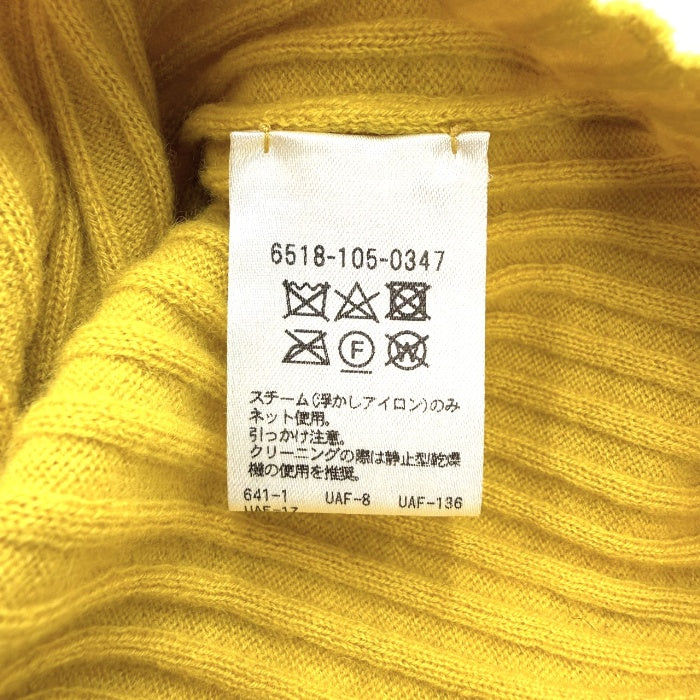 6518-105-0347
F
W
スチーム(浮かしアイロン)のみ
ネット使用。
引っかけ注意。
クリーニングの際は静止型乾燥
機の使用を推奨。
641-1 UAF-8 UAF-136
UAF-17